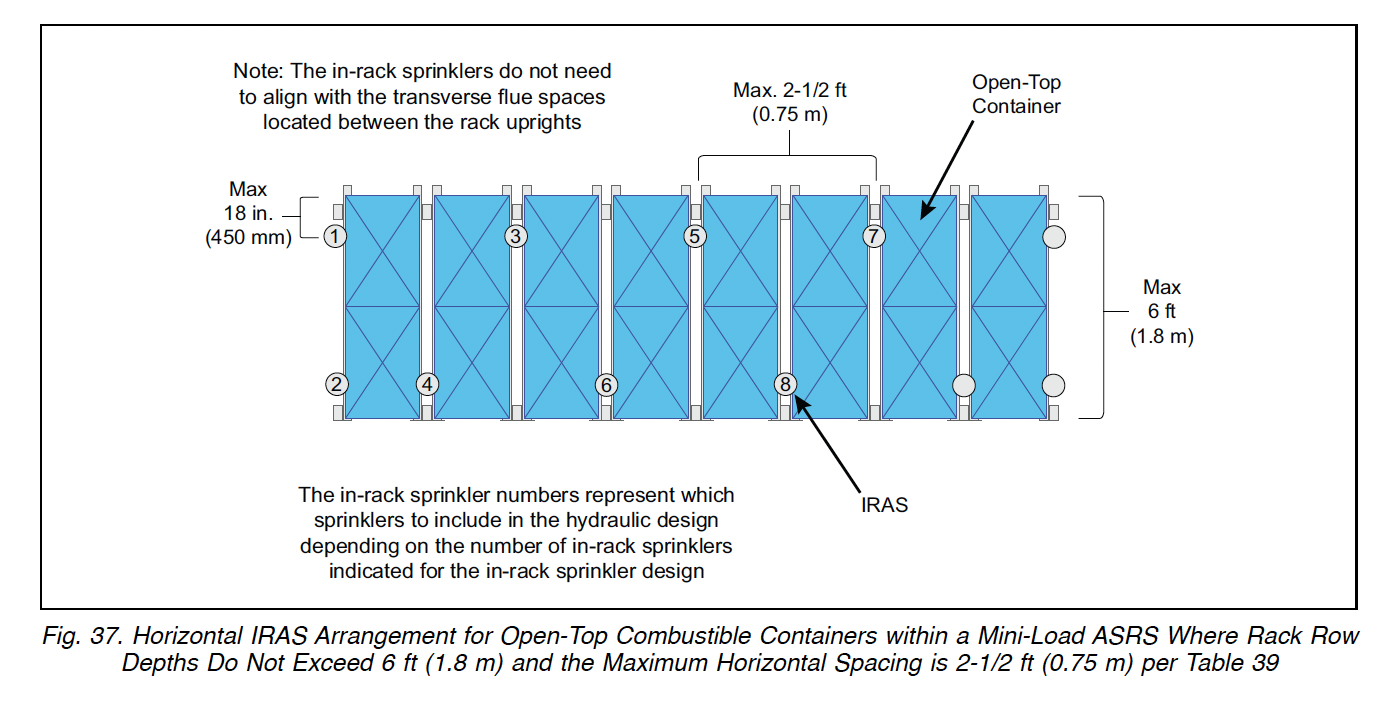 Note: The in-rack sprinklers do not need
to align with the transverse flue spaces
located between the rack uprights
Max. 2-1/2 ft
(0.75 m)
Open-Top
Container
Max
18 in.
(450 mm)
1
3
5
7
Max
6 ft
(1.8 m)
2
4
6
8
IRAS
The in-rack sprinkler numbers represent which
sprinklers to include in the hydraulic design
depending on the number of in-rack sprinklers
indicated for the in-rack sprinkler design
Fig. 37. Horizontal IRAS Arrangement for Open-Top Combustible Containers within a Mini-Load ASRS Where Rack Row
Depths Do Not Exceed 6 ft (1.8 m) and the Maximum Horizontal Spacing is 2-1/2 ft (0.75 m) per Table 39